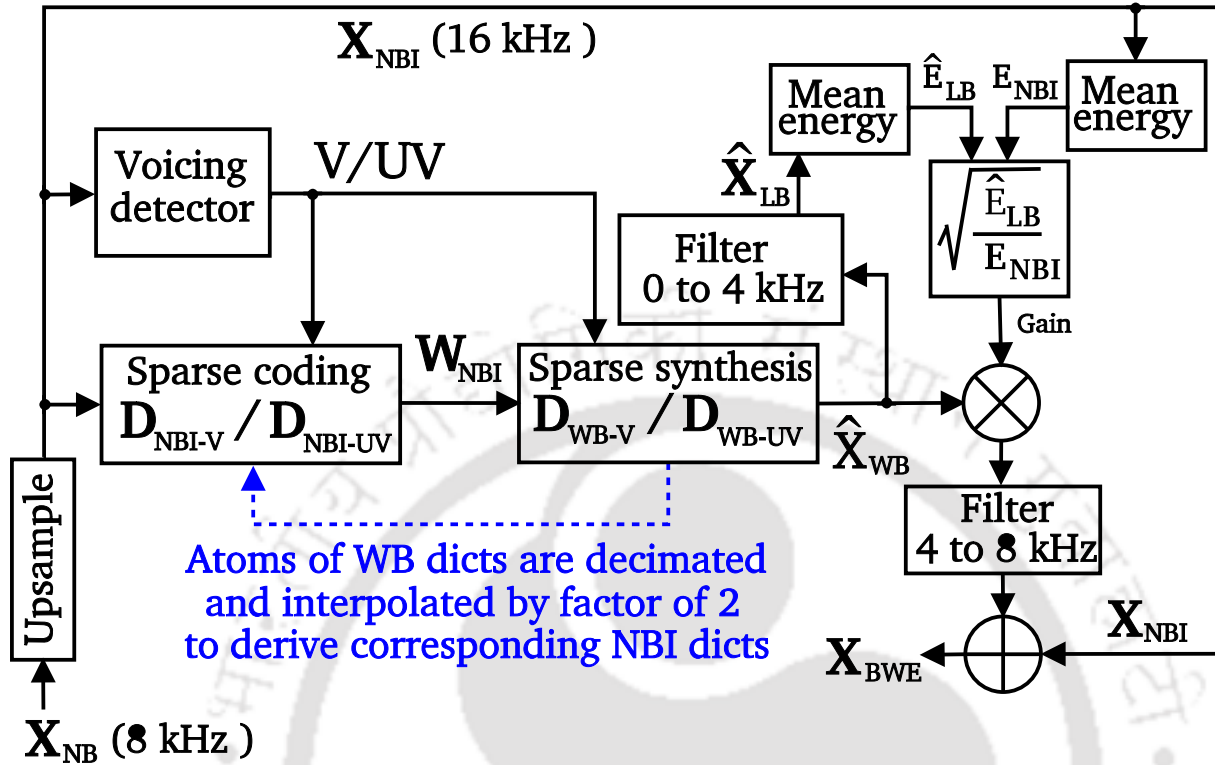 X_NBI (16 kHz )
Mean
energy
Ê_LB
E_NBI
Mean
energy
Voicing
detector
V/UV
X̂_LB
Filter
0 to 4 kHz
√
Ê_LB
E_NBI
Gain
Sparse coding
D_NBI-V / D_NBI-UV
W_NBI
Sparse synthesis
D_WB-V / D_WB-UV
X̂_WB
Upsample
Filter
4 to 8 kHz
Atoms of WB dicts are decimated
and interpolated by factor of 2
to derive corresponding NBI dicts
X_NBI
X_BWE
X_NB (8 kHz )